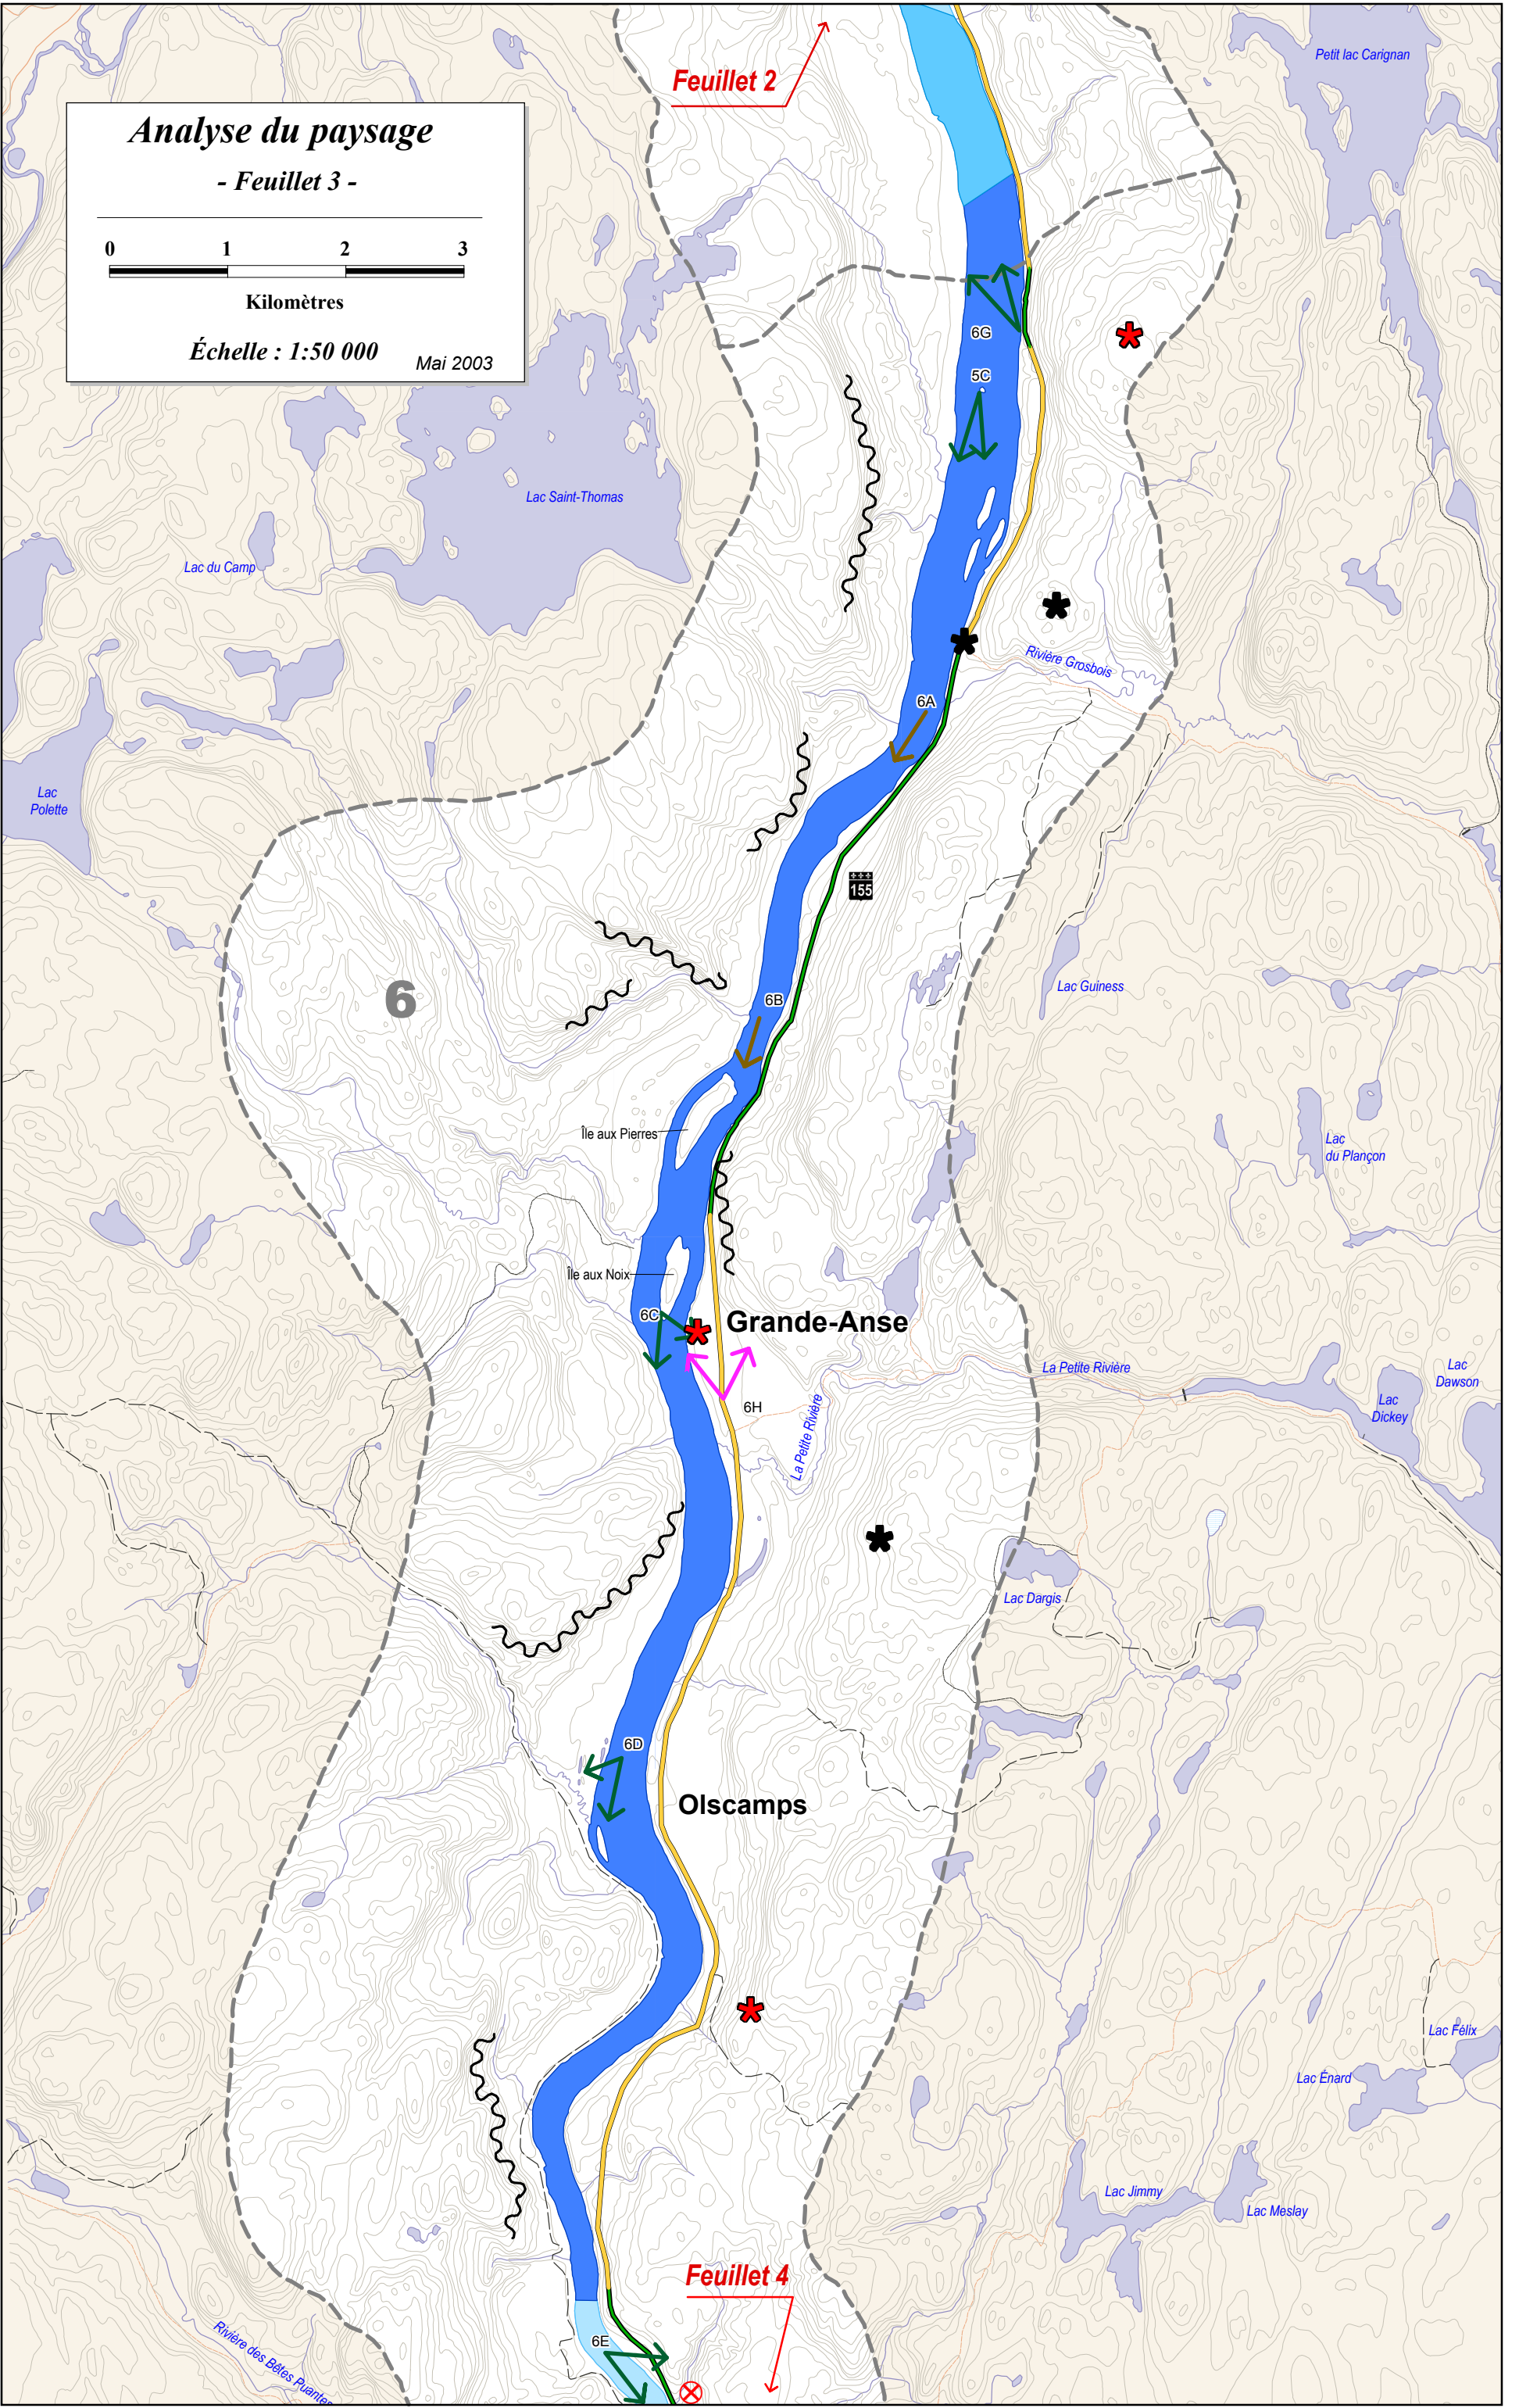 Feuillet 2
Petit lac Carignan
Analyse du paysage
- Feuillet 3 -
0 1 2 3
Kilomètres
Échelle : 1:50 000
Mai 2003
6G
5C
Lac Saint-Thomas
Lac du Camp
Rivière Grosbois
6A
Lac
Polette
155
6
6B
Lac Guiness
Île aux Pierres
Lac
du Plançon
Île aux Noix
6C
Grande-Anse
La Petite Rivière
Lac
Dawson
Lac
Dickey
6H
La Petite Rivière
Lac Dargis
6D
Olscamps
Lac Félix
Lac Énard
Lac Jimmy
Lac Meslay
Feuillet 4
Rivière des Bêtes Puantes
6E